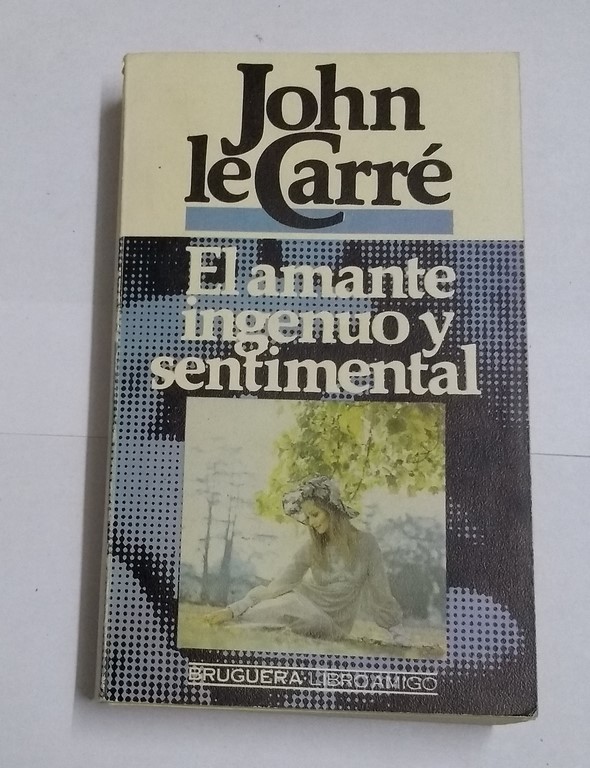 John
le Carré
El amante
ingenuo y
sentimental
BRUGUERA·LIBRO AMIGO